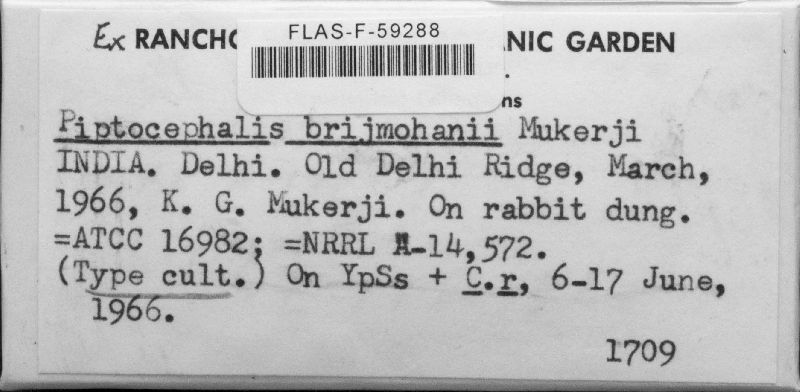 FLAS-F-59288
Ex RANCHO NIC GARDEN
ns
Piptocephalis brijmohanii Mukerji
INDIA. Delhi. Old Delhi Ridge, March,
1966, K. G. Mukerji. On rabbit dung.
=ATCC 16982; =NRRL A-14,572.
(Type cult.) On YpSs + C.r, 6-17 June,
1966.
1709